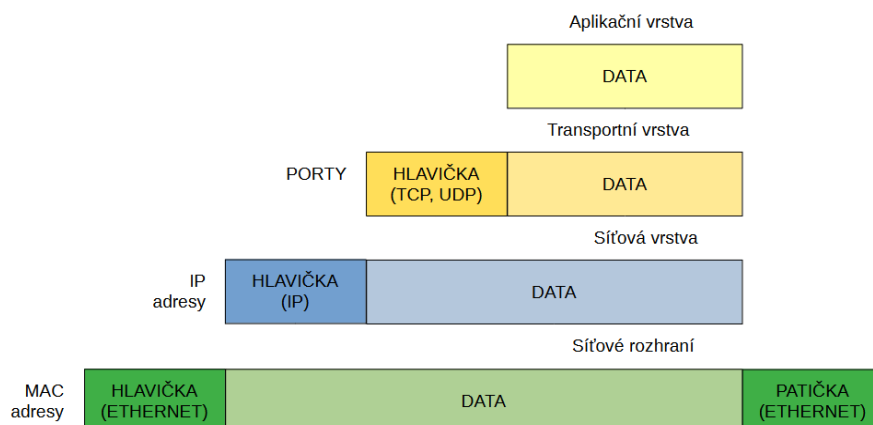 Aplikační vrstva
DATA
Transportní vrstva
PORTY
HLAVIČKA
(TCP, UDP)
DATA
Síťová vrstva
IP
adresy
HLAVIČKA
(IP)
DATA
Síťové rozhraní
MAC
adresy
HLAVIČKA
(ETHERNET)
DATA
PATIČKA
(ETHERNET)